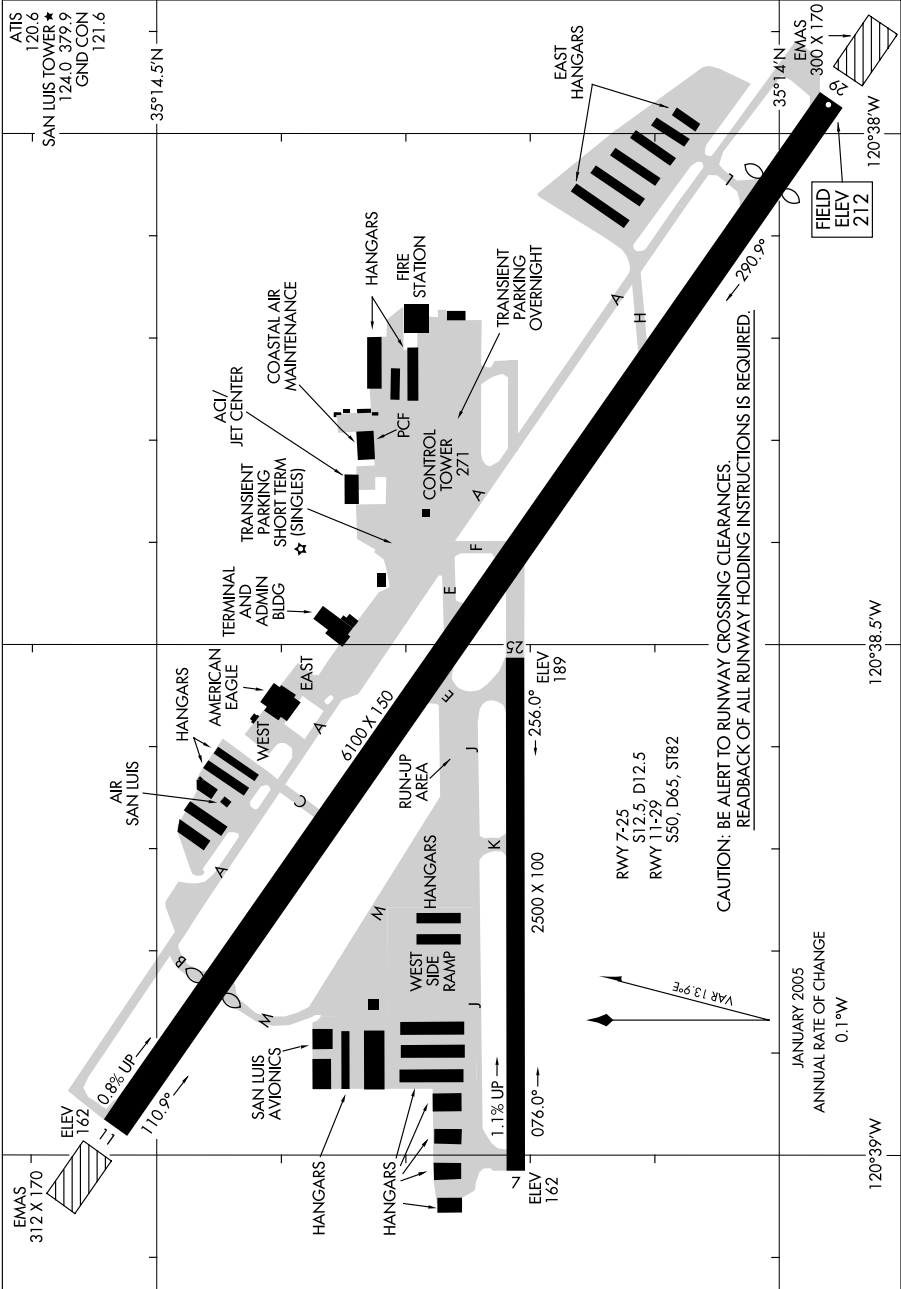 ATIS
120.6
SAN LUIS TOWER ★
124.0 379.9
GND CON
121.6
35°14.5'N
35°14'N
EMAS
300 X 170
29
120°38'W
FIELD
ELEV
212
EAST
HANGARS
HANGARS
FIRE
STATION
COASTAL AIR
MAINTENANCE
ACI/
JET CENTER
PCF
TRANSIENT
PARKING
OVERNIGHT
CONTROL
TOWER
271
TRANSIENT
PARKING
SHORT TERM
☆ (SINGLES)
TERMINAL
AND
ADMIN
BLDG
HANGARS
AMERICAN
EAGLE
EAST
WEST
AIR
SAN LUIS
A
A
A
A
B
C
E
E
F
H
J
J
K
L
M
M
290.9°
6100 X 150
RUN-UP
AREA
25
ELEV
189
256.0°
HANGARS
WEST
SIDE
RAMP
2500 X 100
SAN LUIS
AVIONICS
HANGARS
HANGARS
1.1% UP
076.0°
7
ELEV
162
0.8% UP
110.9°
11
ELEV
162
EMAS
312 X 170
RWY 7-25
S12.5, D12.5
RWY 11-29
S50, D65, ST82
CAUTION: BE ALERT TO RUNWAY CROSSING CLEARANCES.
READBACK OF ALL RUNWAY HOLDING INSTRUCTIONS IS REQUIRED.
VAR 13.9°E
JANUARY 2005
ANNUAL RATE OF CHANGE
0.1°W
120°38.5'W
120°39'W